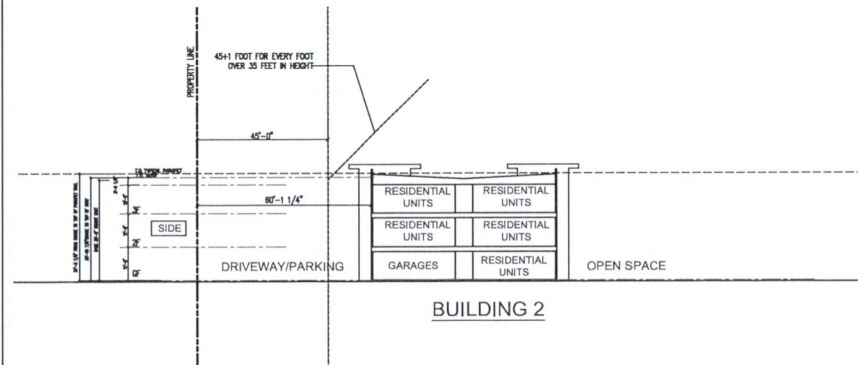 PROPERTY LINE
45+1 FOOT FOR EVERY FOOT
OVER 35 FEET IN HEIGHT
45'-0"
60'-1 1/4"
SIDE
RESIDENTIAL
UNITS
RESIDENTIAL
UNITS
RESIDENTIAL
UNITS
RESIDENTIAL
UNITS
DRIVEWAY/PARKING
GARAGES
RESIDENTIAL
UNITS
OPEN SPACE
BUILDING 2